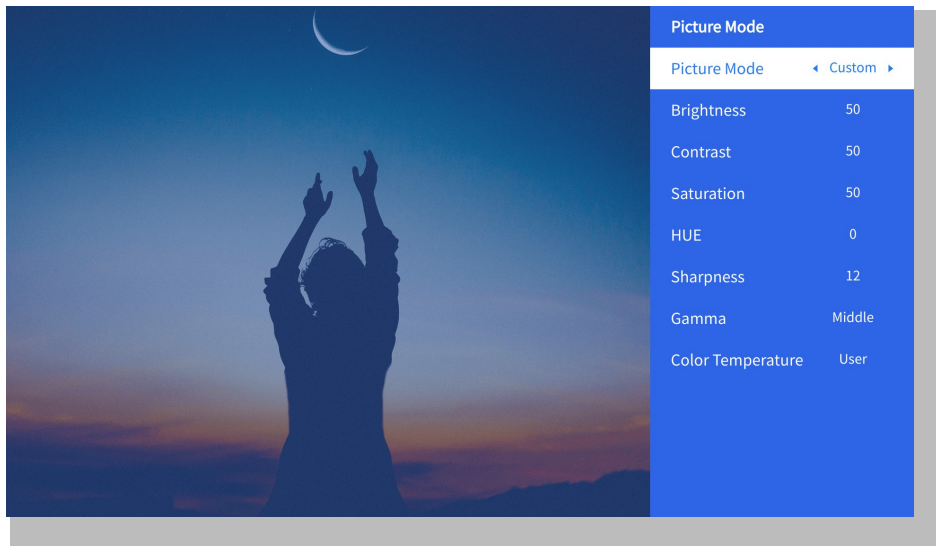 Picture Mode
Picture Mode Custom
Brightness 50
Contrast 50
Saturation 50
HUE 0
Sharpness 12
Gamma Middle
Color Temperature User